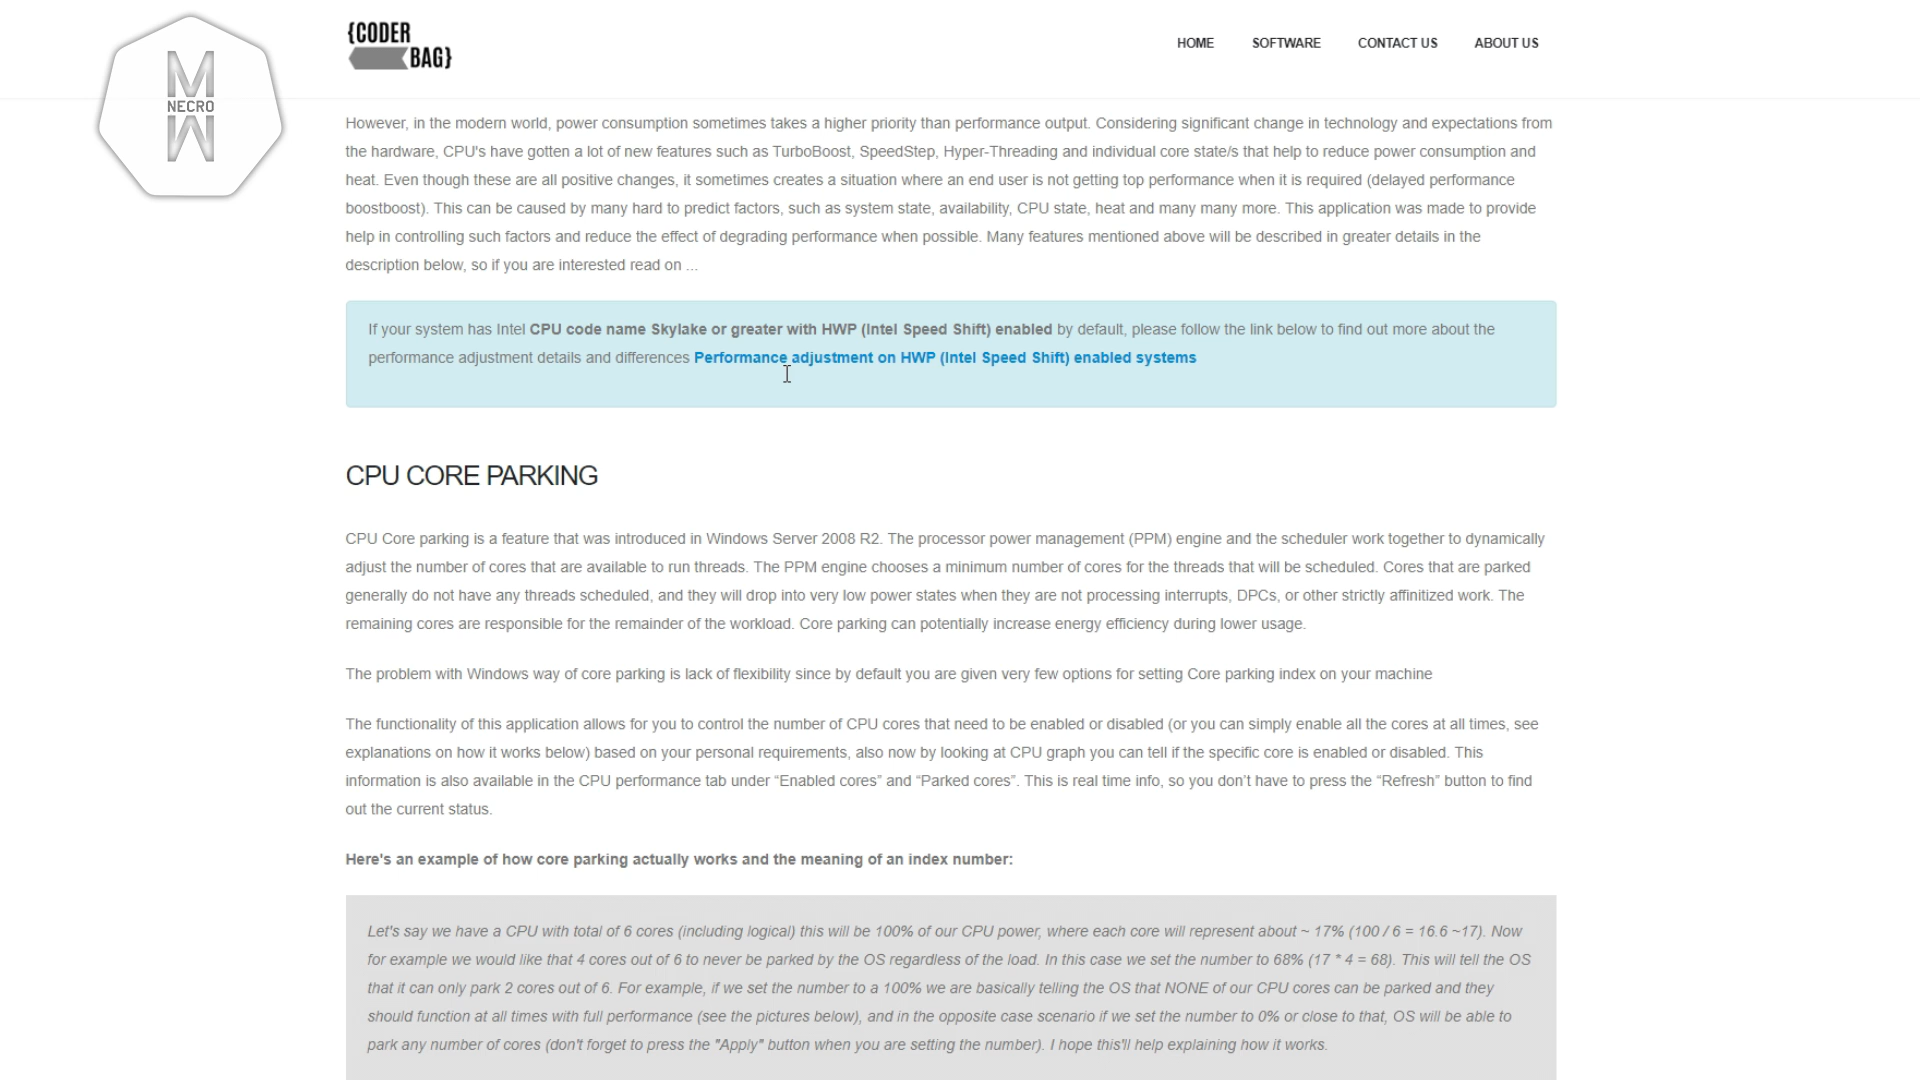 M
NECRO
M
{CODER
BAG}
HOME
SOFTWARE
CONTACT US
ABOUT US
However, in the modern world, power consumption sometimes takes a higher priority than performance output. Considering significant change in technology and expectations from
the hardware, CPU's have gotten a lot of new features such as TurboBoost, SpeedStep, Hyper-Threading and individual core state/s that help to reduce power consumption and
heat. Even though these are all positive changes, it sometimes creates a situation where an end user is not getting top performance when it is required (delayed performance
boostboost). This can be caused by many hard to predict factors, such as system state, availability, CPU state, heat and many many more. This application was made to provide
help in controlling such factors and reduce the effect of degrading performance when possible. Many features mentioned above will be described in greater details in the
description below, so if you are interested read on ...
If your system has Intel CPU code name Skylake or greater with HWP (Intel Speed Shift) enabled by default, please follow the link below to find out more about the
performance adjustment details and differences Performance adjustment on HWP (Intel Speed Shift) enabled systems
CPU CORE PARKING
CPU Core parking is a feature that was introduced in Windows Server 2008 R2. The processor power management (PPM) engine and the scheduler work together to dynamically
adjust the number of cores that are available to run threads. The PPM engine chooses a minimum number of cores for the threads that will be scheduled. Cores that are parked
generally do not have any threads scheduled, and they will drop into very low power states when they are not processing interrupts, DPCs, or other strictly affinitized work. The
remaining cores are responsible for the remainder of the workload. Core parking can potentially increase energy efficiency during lower usage.
The problem with Windows way of core parking is lack of flexibility since by default you are given very few options for setting Core parking index on your machine
The functionality of this application allows for you to control the number of CPU cores that need to be enabled or disabled (or you can simply enable all the cores at all times, see
explanations on how it works below) based on your personal requirements, also now by looking at CPU graph you can tell if the specific core is enabled or disabled. This
information is also available in the CPU performance tab under “Enabled cores” and “Parked cores”. This is real time info, so you don’t have to press the “Refresh” button to find
out the current status.
Here's an example of how core parking actually works and the meaning of an index number:
Let's say we have a CPU with total of 6 cores (including logical) this will be 100% of our CPU power, where each core will represent about ~ 17% (100 / 6 = 16.6 ~17). Now
for example we would like that 4 cores out of 6 to never be parked by the OS regardless of the load. In this case we set the number to 68% (17 * 4 = 68). This will tell the OS
that it can only park 2 cores out of 6. For example, if we set the number to a 100% we are basically telling the OS that NONE of our CPU cores can be parked and they
should function at all times with full performance (see the pictures below), and in the opposite case scenario if we set the number to 0% or close to that, OS will be able to
park any number of cores (don't forget to press the "Apply" button when you are setting the number). I hope this'll help explaining how it works.